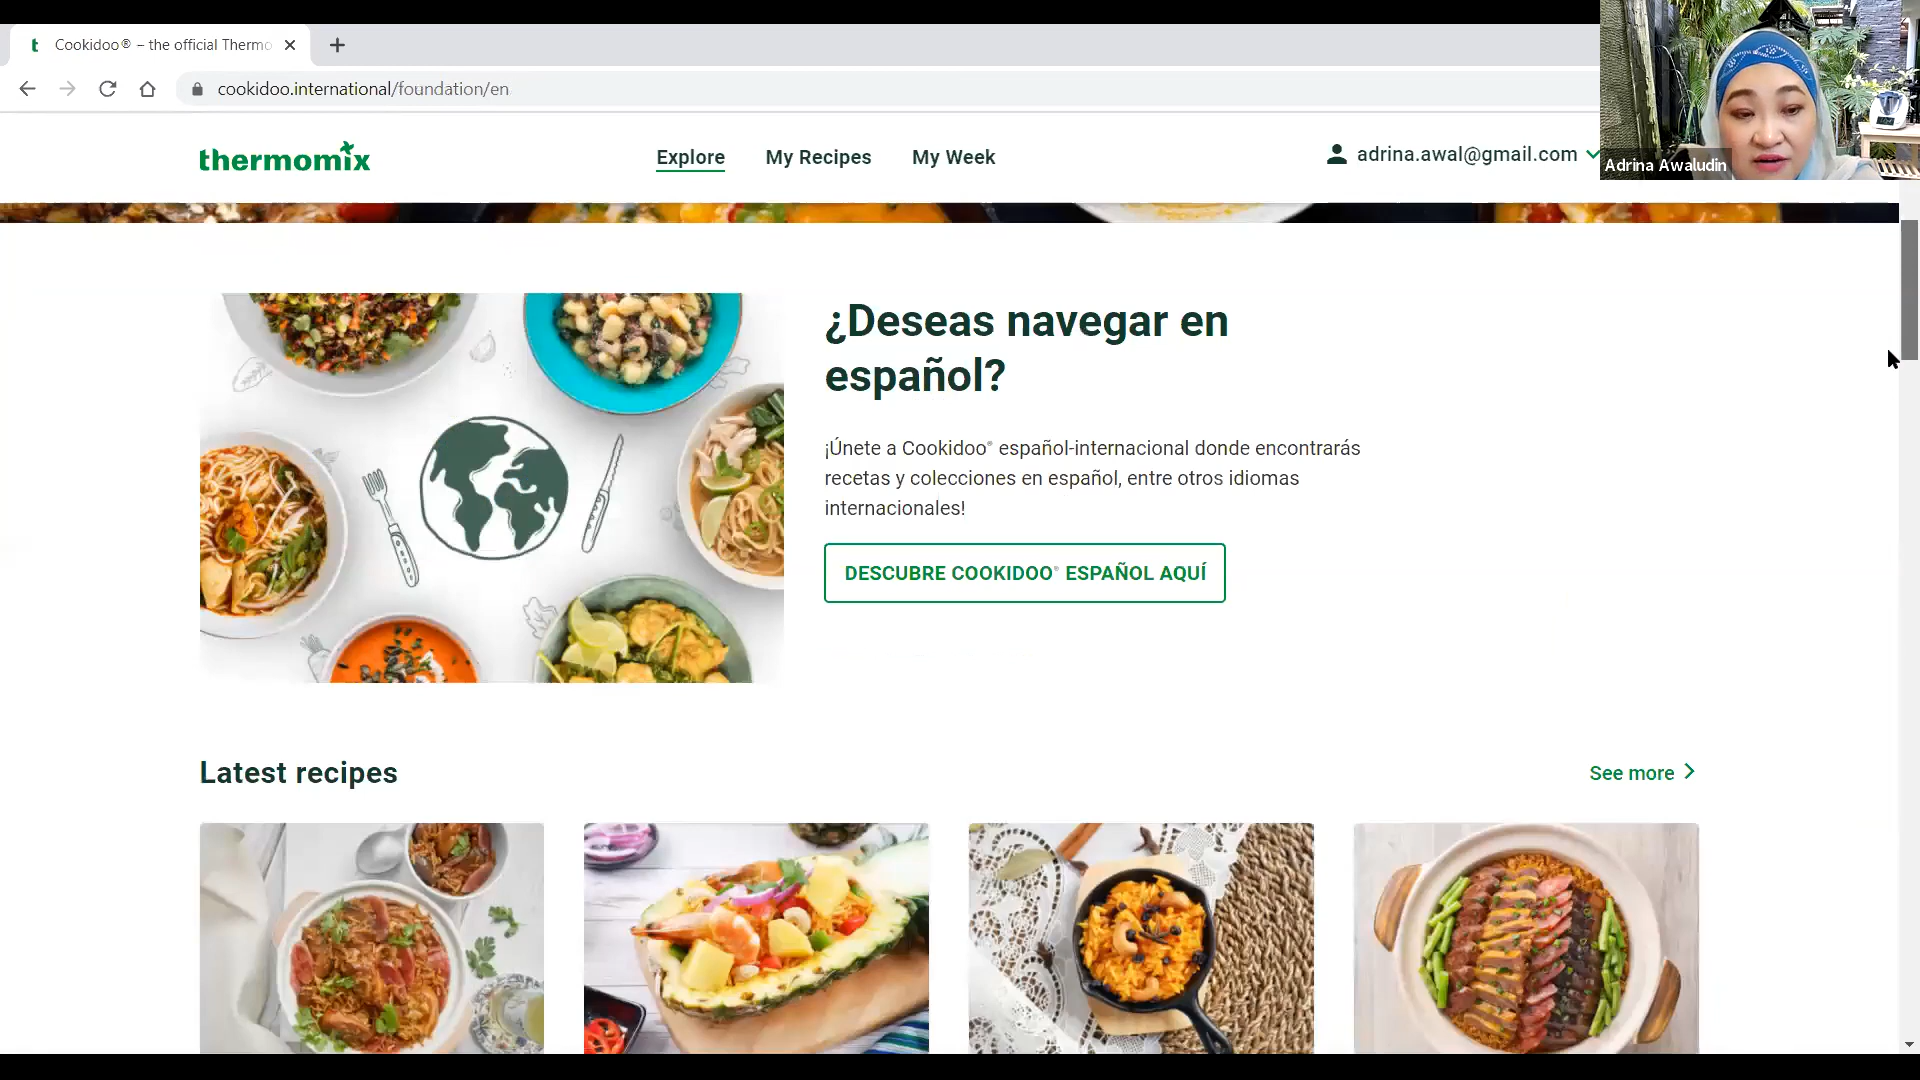 Cookidoo® – the official Thermo
cookidoo.international/foundation/en
Adrina Awaludin
thermomix
Explore
My Recipes
My Week
adrina.awal@gmail.com
¿Deseas navegar en
español?
¡Únete a Cookidoo® español-internacional donde encontrarás
recetas y colecciones en español, entre otros idiomas
internacionales!
DESCUBRE COOKIDOO® ESPAÑOL AQUÍ
Latest recipes
See more